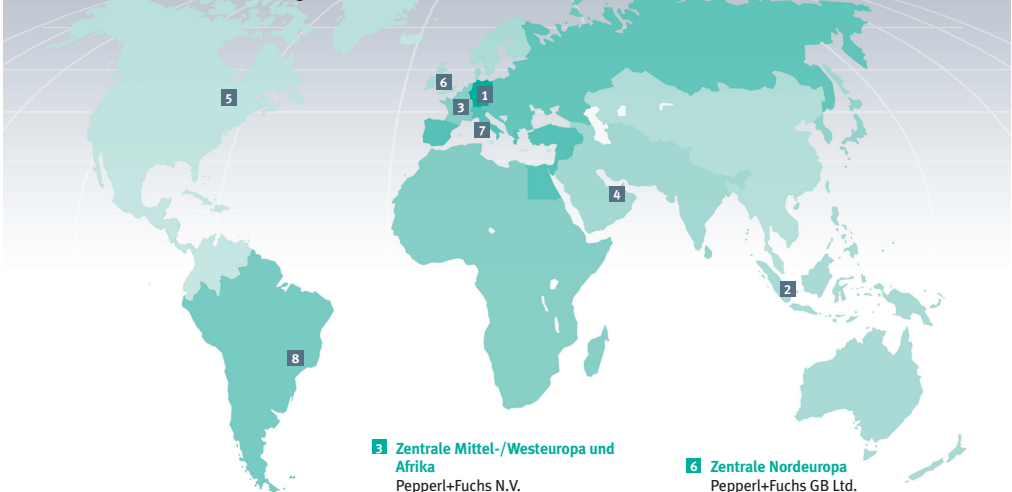 6
1
5
3
7
4
2
8
3 Zentrale Mittel-/Westeuropa und
Afrika
Pepperl+Fuchs N.V.
6 Zentrale Nordeuropa
Pepperl+Fuchs GB Ltd.